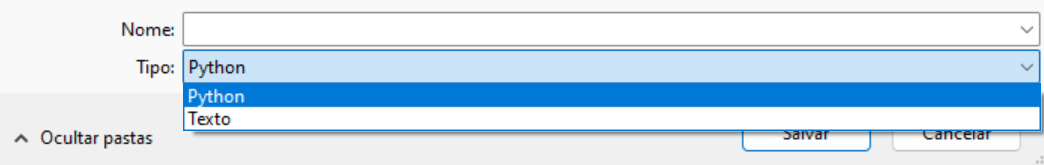 Nome:
Tipo: Python
Python
Texto
Ocultar pastas
Salvar
Cancelar